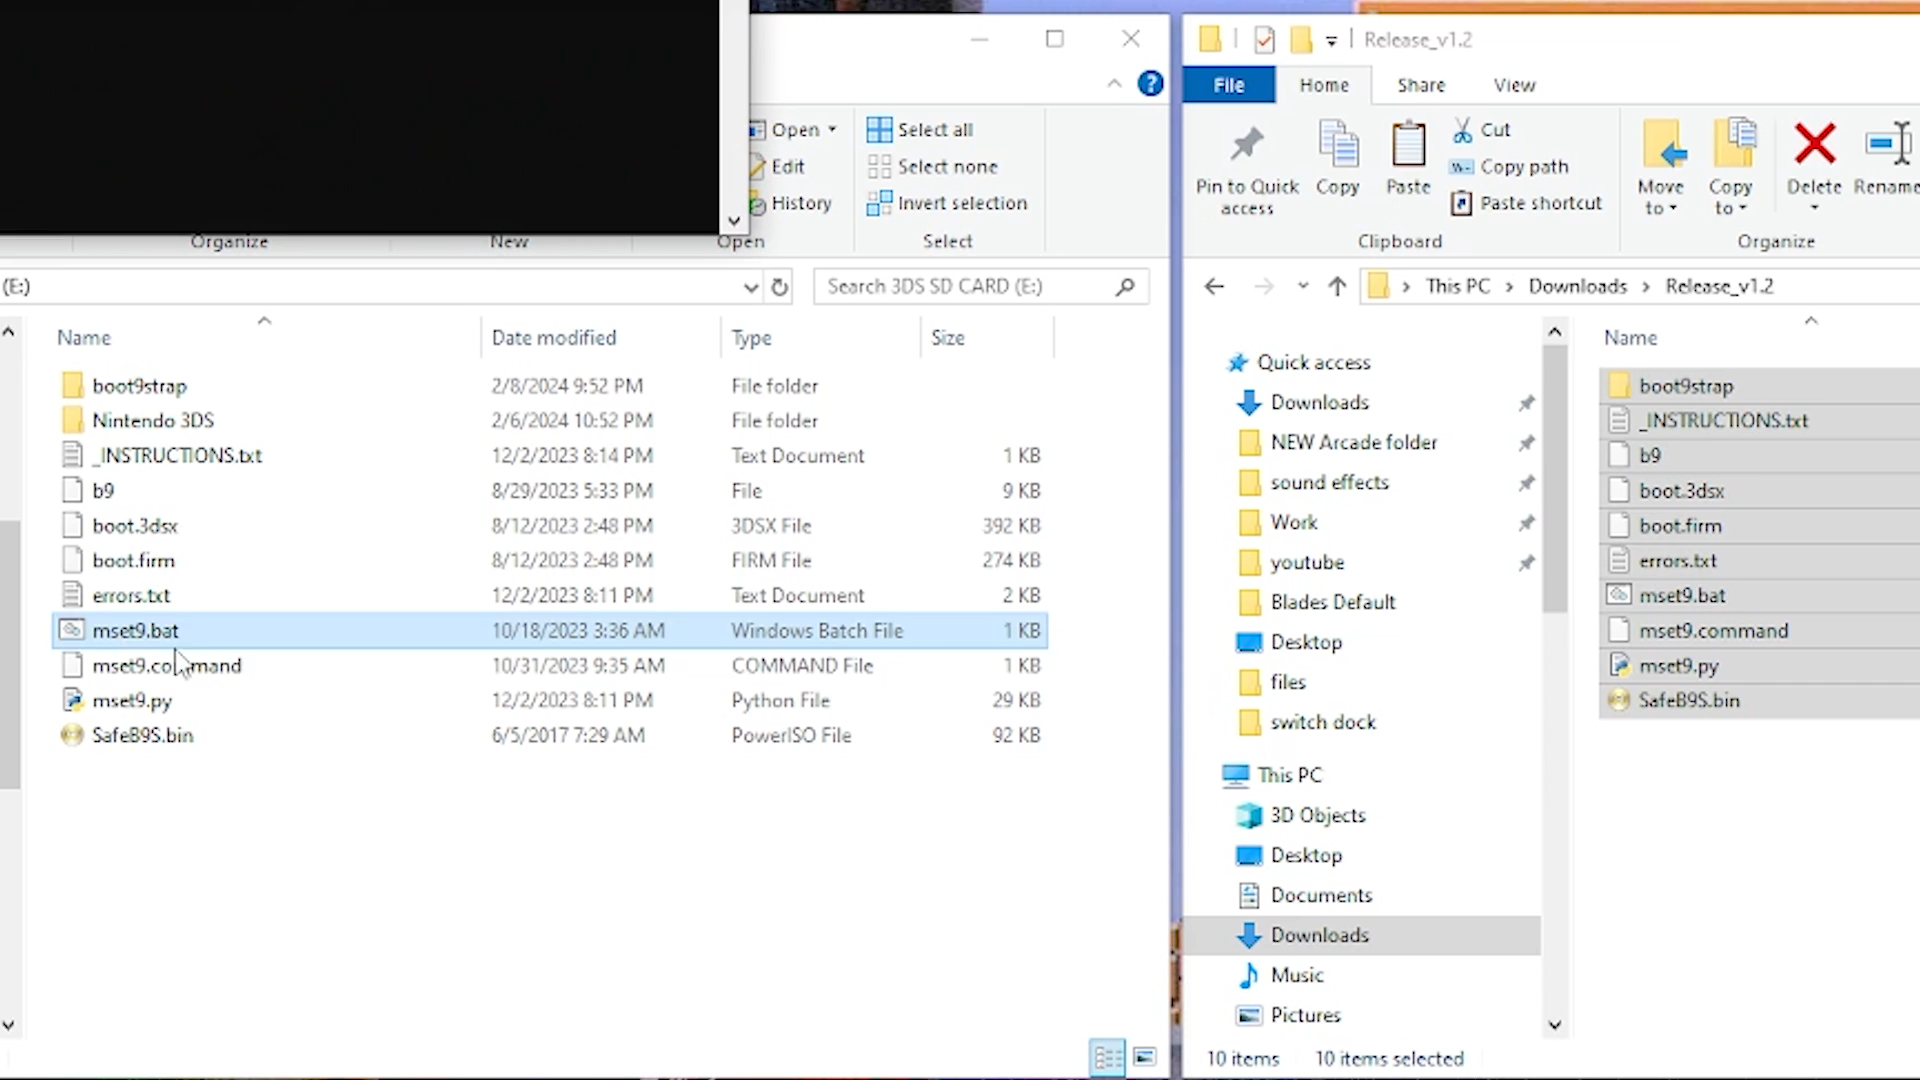 Open
Edit
History
Select all
Select none
Invert selection
Organize
New
Open
Select
(E:)
Search 3DS SD CARD (E:)
Name Date modified Type Size
boot9strap 2/8/2024 9:52 PM File folder
Nintendo 3DS 2/6/2024 10:52 PM File folder
_INSTRUCTIONS.txt 12/2/2023 8:14 PM Text Document 1 KB
b9 8/29/2023 5:33 PM File 9 KB
boot.3dsx 8/12/2023 2:48 PM 3DSX File 392 KB
boot.firm 8/12/2023 2:48 PM FIRM File 274 KB
errors.txt 12/2/2023 8:11 PM Text Document 2 KB
mset9.bat 10/18/2023 3:36 AM Windows Batch File 1 KB
mset9.command 10/31/2023 9:35 AM COMMAND File 1 KB
mset9.py 12/2/2023 8:11 PM Python File 29 KB
SafeB9S.bin 6/5/2017 7:29 AM PowerISO File 92 KB
Release_v1.2
File Home Share View
Pin to Quick
access
Copy
Paste
Cut
Copy path
Paste shortcut
Move
to
Copy
to
Delete
Rename
Clipboard
Organize
This PC > Downloads > Release_v1.2
Quick access
Downloads
NEW Arcade folder
sound effects
Work
youtube
Blades Default
Desktop
files
switch dock
This PC
3D Objects
Desktop
Documents
Downloads
Music
Pictures
Name
boot9strap
_INSTRUCTIONS.txt
b9
boot.3dsx
boot.firm
errors.txt
mset9.bat
mset9.command
mset9.py
SafeB9S.bin
10 items 10 items selected